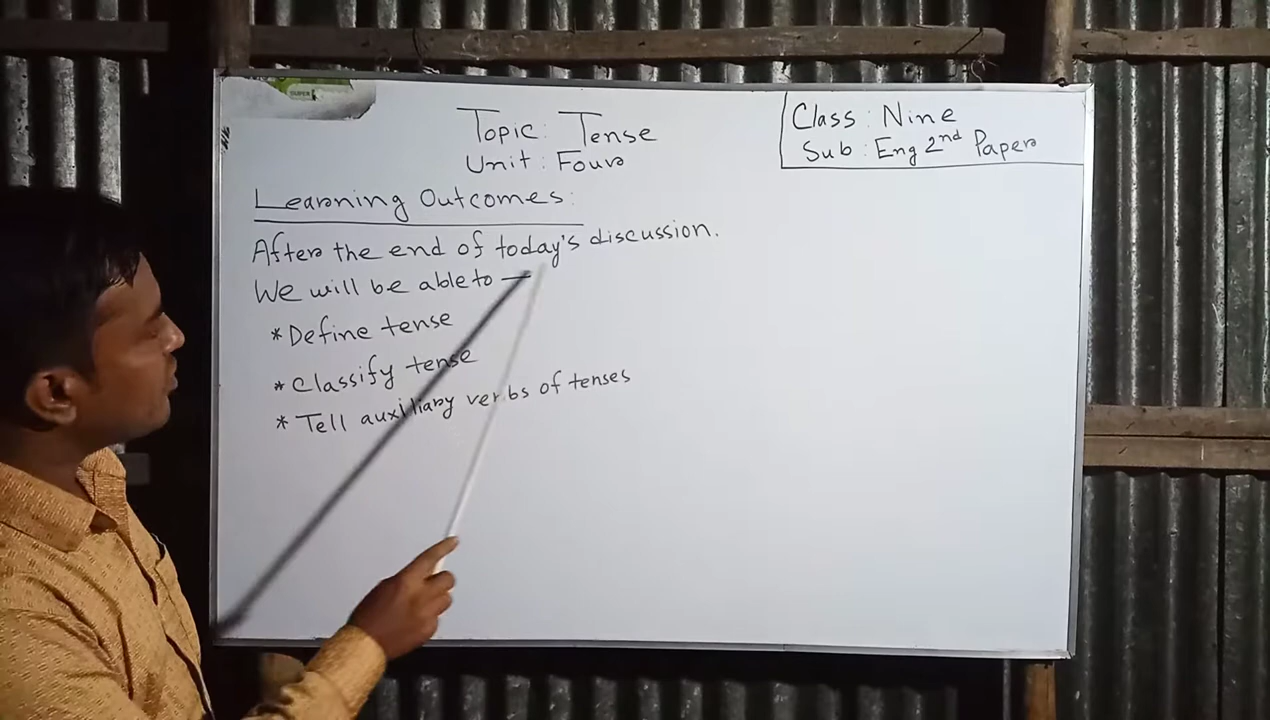 SUPER
Topic: Tense
Unit: Four
Class: Nine
Sub: Eng 2nd Paper
Learning Outcomes:
After the end of today's discussion.
We will be able to —
* Define tense
* Classify tense
* Tell auxiliary verbs of tenses